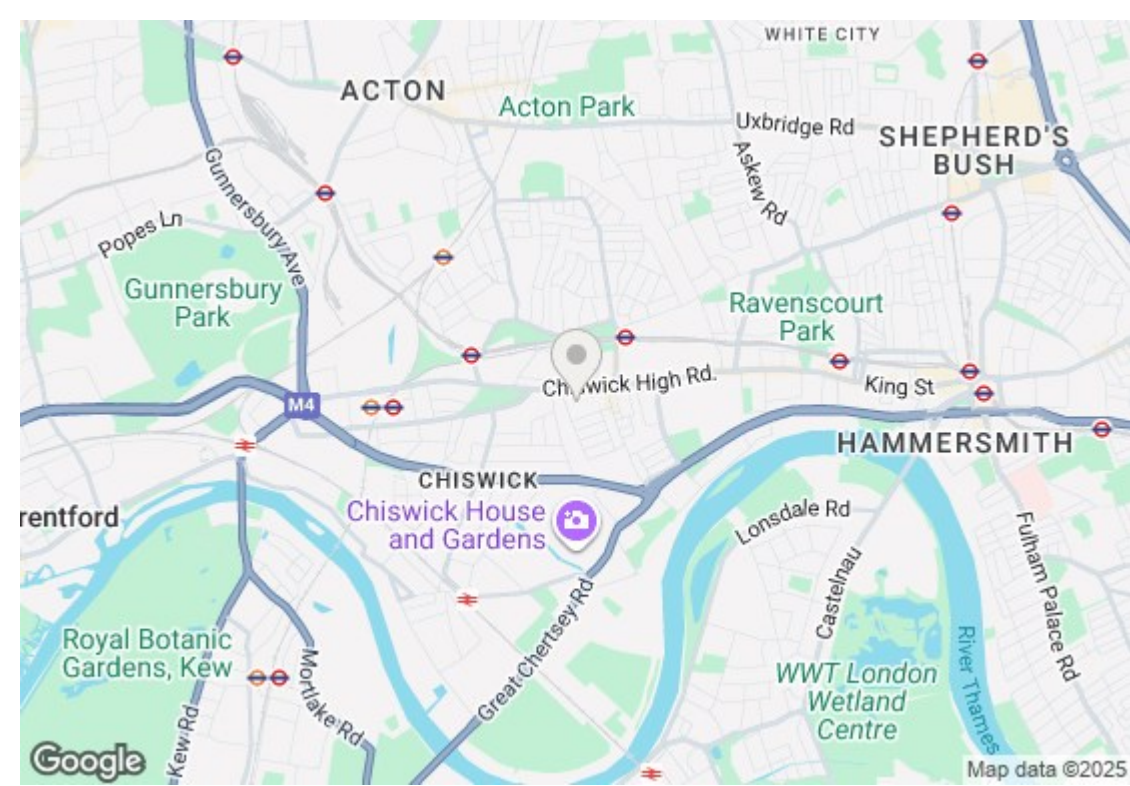 WHITE CITY
ACTON
Acton Park
Uxbridge Rd
SHEPHERD'S
BUSH
Askew Rd
Gunnersbury Ave
Popes Ln
Gunnersbury
Park
Ravenscourt
Park
Chiswick High Rd.
King St
M4
HAMMERSMITH
CHISWICK
Chiswick House
and Gardens
rentford
Lonsdale Rd
Fulham Palace Rd
Castelnau
Great Chertsey Rd
Royal Botanic
Gardens, Kew
Mortlake Rd
Kew Rd
WWT London
Wetland
Centre
River Thames
Google
Map data ©2025